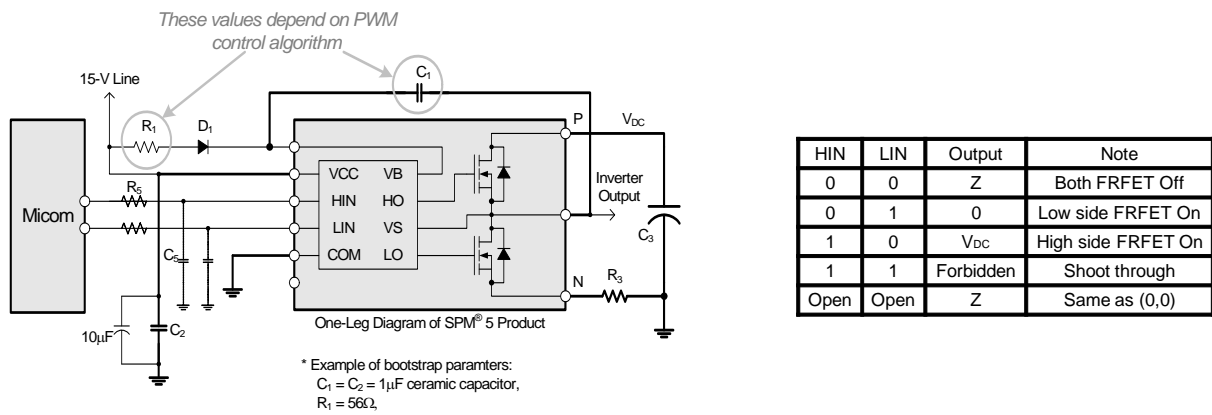 These values depend on PWM
control algorithm
15-V Line
C1
R1
D1
P
VDC
R5
Micom
VCC
VB
HIN
HO
LIN
VS
COM
LO
Inverter
Output
C5
C3
N
R3
10μF
C2
One-Leg Diagram of SPM® 5 Product
* Example of bootstrap paramters:
C1 = C2 = 1μF ceramic capacitor,
R1 = 56Ω,
HIN LIN Output Note
0 0 Z Both FRFET Off
0 1 0 Low side FRFET On
1 0 VDC High side FRFET On
1 1 Forbidden Shoot through
Open Open Z Same as (0,0)